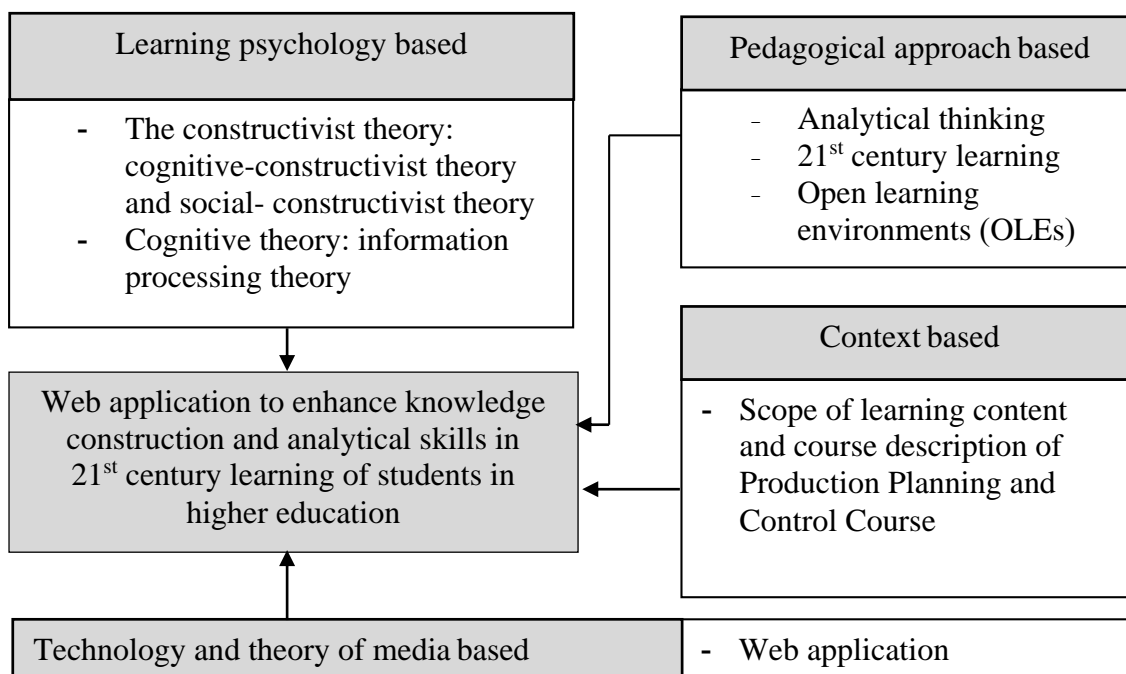 Learning psychology based
- The constructivist theory:
cognitive-constructivist theory
and social- constructivist theory
- Cognitive theory: information
processing theory
Pedagogical approach based
- Analytical thinking
- 21st century learning
- Open learning
environments (OLEs)
Context based
- Scope of learning content
and course description of
Production Planning and
Control Course
Web application to enhance knowledge
construction and analytical skills in
21st century learning of students in
higher education
Technology and theory of media based
- Web application